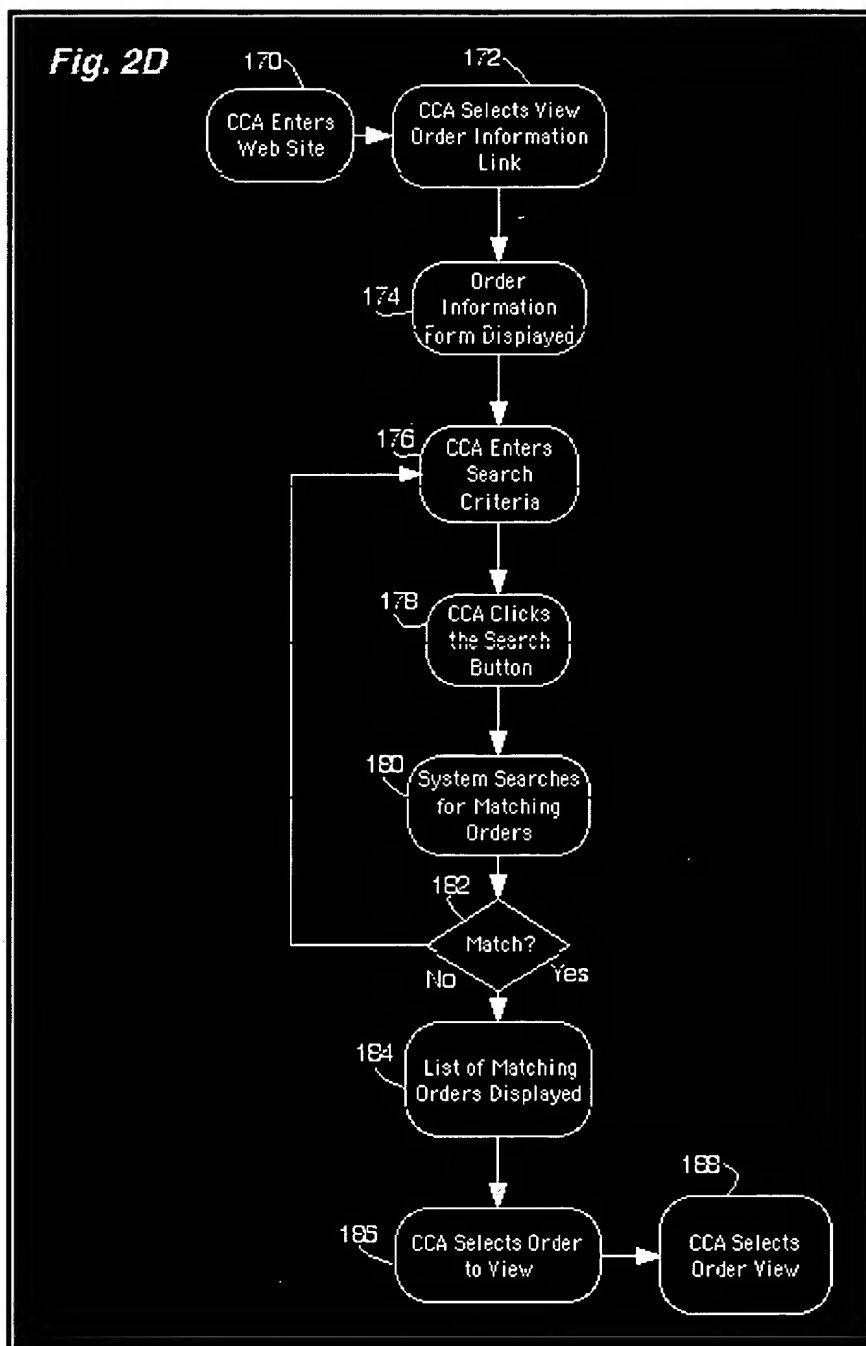 Fig. 2D
170
CCA Enters
Web Site
172
CCA Selects View
Order Information
Link
174
Order
Information
Form Displayed
176
CCA Enters
Search
Criteria
178
CCA Clicks
the Search
Button
180
System Searches
for Matching
Orders
182
Match?
No
Yes
184
List of Matching
Orders Displayed
186
CCA Selects Order
to View
188
CCA Selects
Order View